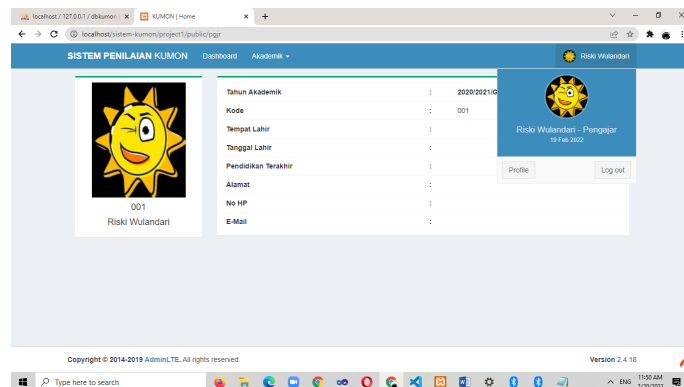 localhost / 127.0.0.1 / dbkumon |
KUMON | Home
localhost/sistem-kumon/project1/public/pgjr
SISTEM PENILAIAN KUMON Dashboard Akademik
Riski Wulandari
001
Riski Wulandari
Tahun Akademik : 2020/2021/G
Kode : 001
Tempat Lahir :
Tanggal Lahir :
Pendidikan Terakhir :
Alamat :
No HP :
E-Mail :
Riski Wulandari - Pengajar
19 Feb 2022
Profile Log out
Copyright © 2014-2019 AdminLTE. All rights reserved.
Version 2.4.18
Type here to search
ENG
11:50 AM